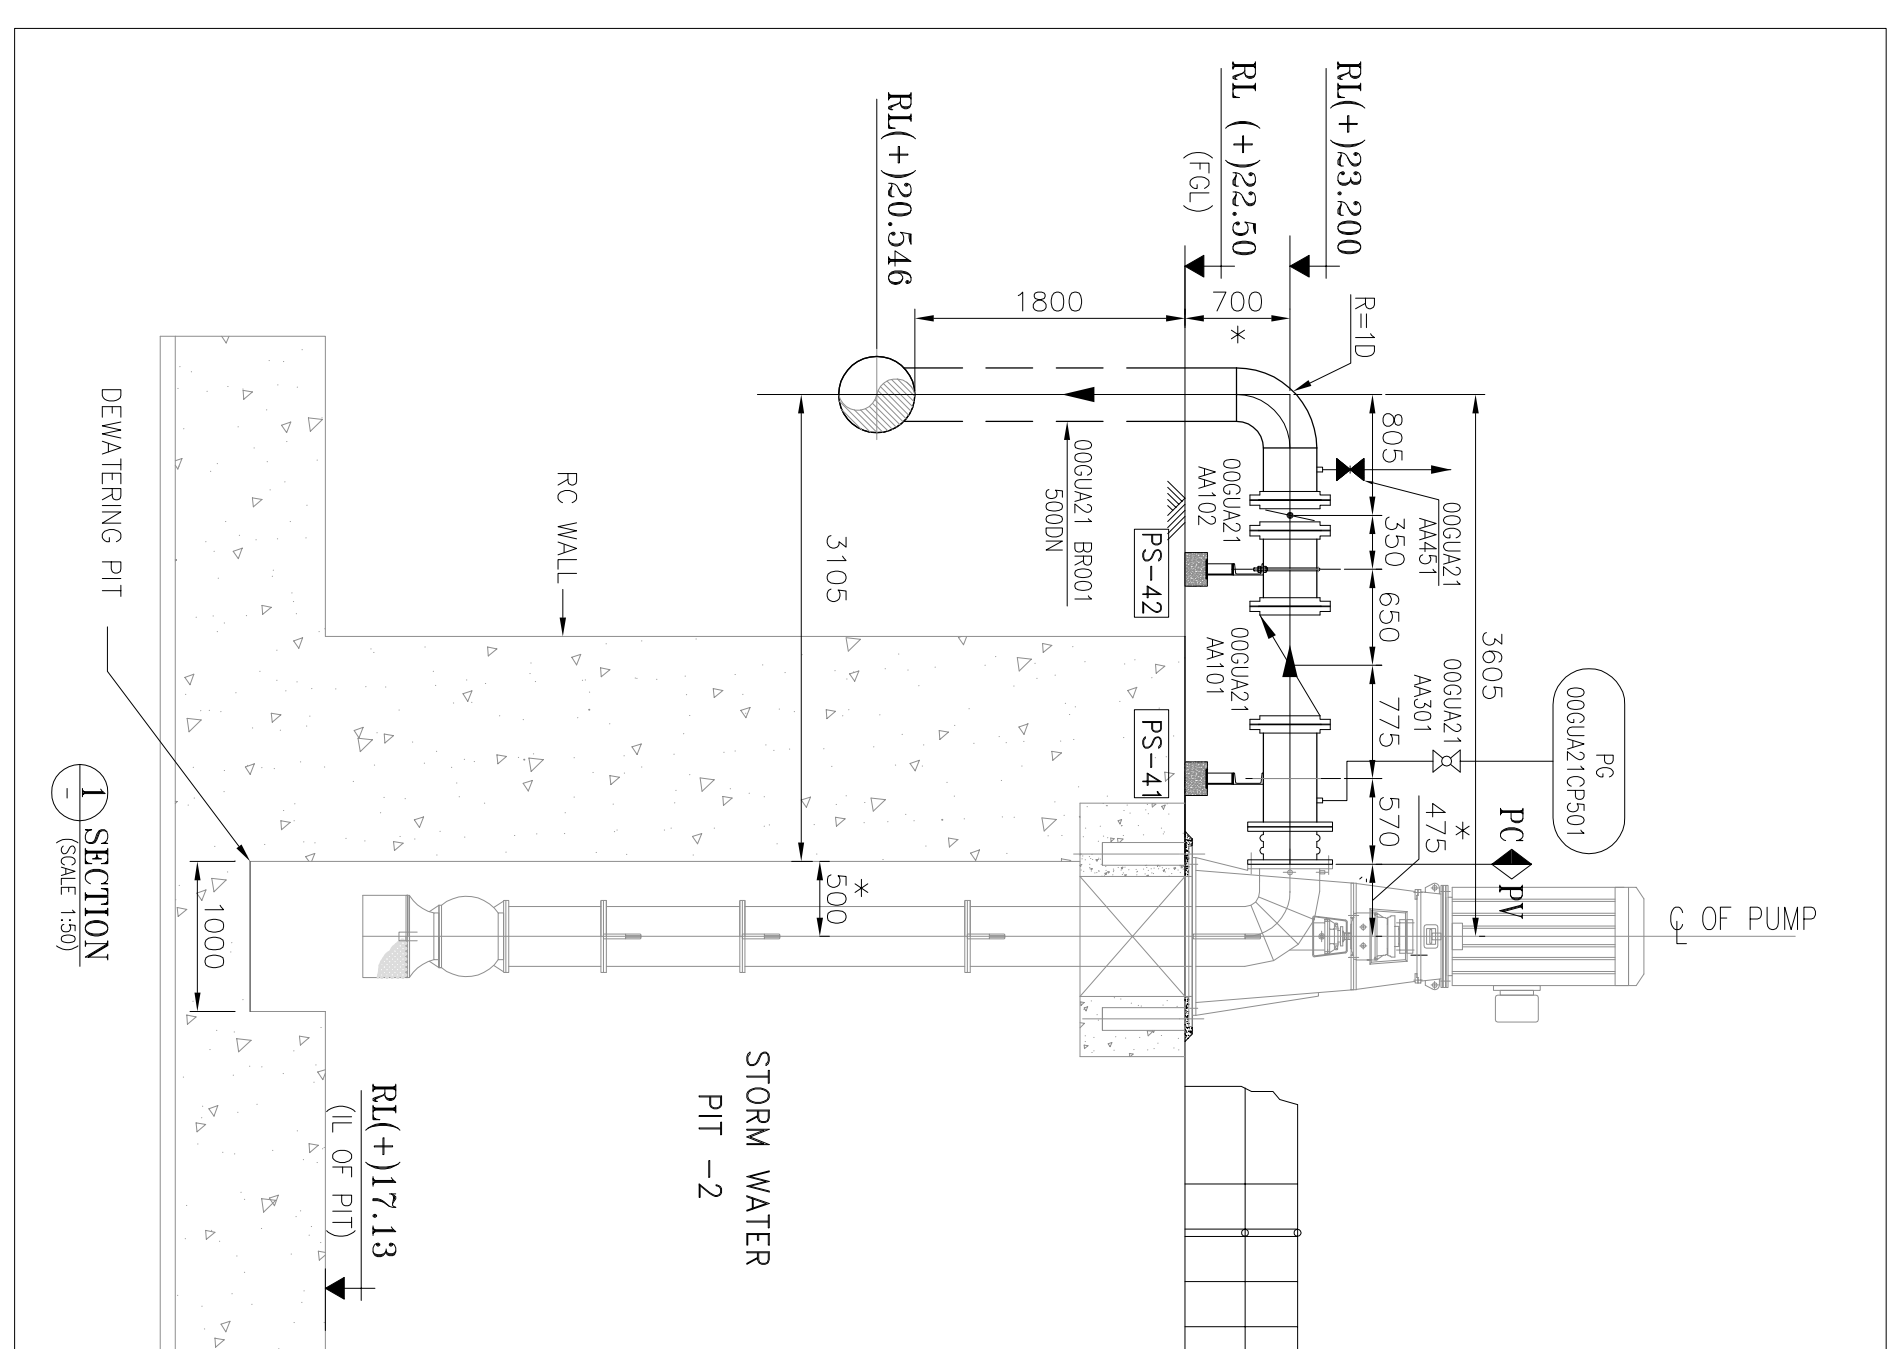 RL(+)23.200
RL (+)22.50
(FGL)
RL(+)20.546
700
*
1800
R=1D
3605
805
350
650
775
570
*
475
00GUA21
AA451
00GUA21
AA301
PG
00GUA21CP501
PC
PV
℄ OF PUMP
00GUA21
AA102
00GUA21
AA101
PS-42
PS-41
00GUA21 BR001
500DN
3105
*
500
RC WALL
DEWATERING PIT
1000
STORM WATER
PIT -2
RL(+)17.13
(IL OF PIT)
1
-
SECTION
(SCALE 1:50)